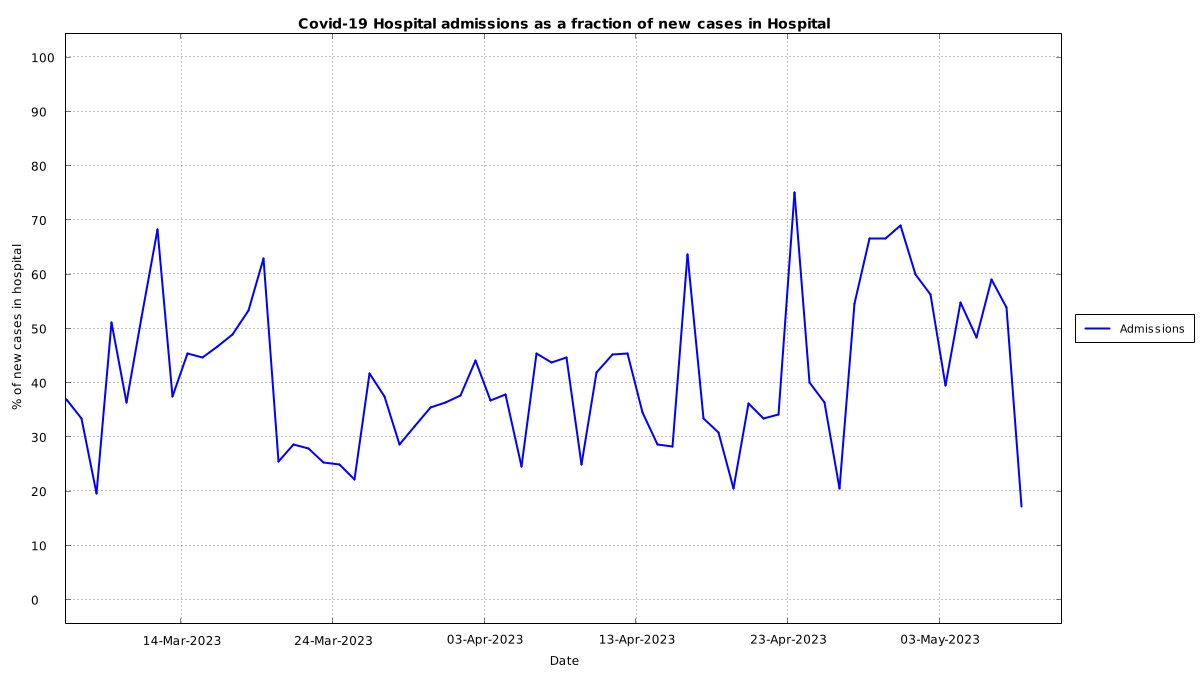 Covid-19 Hospital admissions as a fraction of new cases in Hospital
100
90
80
70
60
50
40
30
20
10
0
% of new cases in hospital
14-Mar-2023
24-Mar-2023
03-Apr-2023
13-Apr-2023
23-Apr-2023
03-May-2023
Date
Admissions